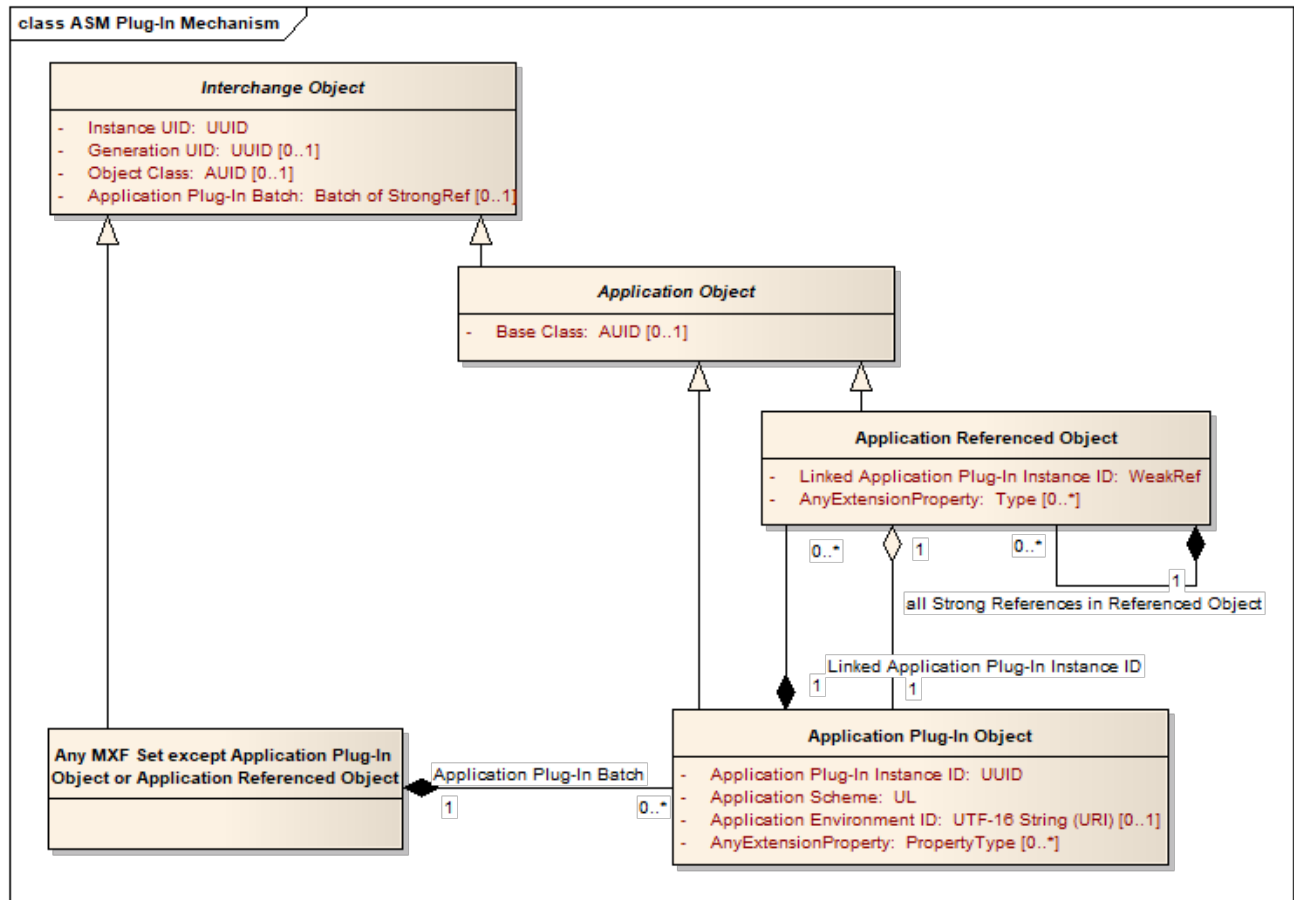 class ASM Plug-In Mechanism
Interchange Object
- Instance UID: UUID
- Generation UID: UUID [0..1]
- Object Class: AUID [0..1]
- Application Plug-In Batch: Batch of StrongRef [0..1]
Application Object
- Base Class: AUID [0..1]
Application Referenced Object
- Linked Application Plug-In Instance ID: WeakRef
- AnyExtensionProperty: Type [0..*]
0..*
1
0..*
1
all Strong References in Referenced Object
Linked Application Plug-In Instance ID
1
1
Any MXF Set except Application Plug-In
Object or Application Referenced Object
Application Plug-In Batch
1
0..*
Application Plug-In Object
- Application Plug-In Instance ID: UUID
- Application Scheme: UL
- Application Environment ID: UTF-16 String (URI) [0..1]
- AnyExtensionProperty: PropertyType [0..*]